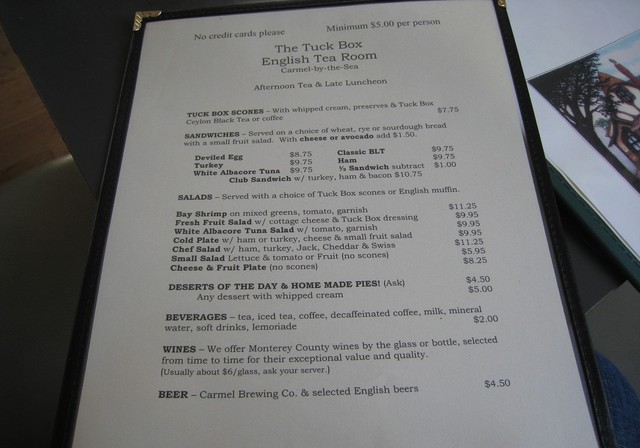 No credit cards please Minimum $5.00 per person
The Tuck Box
English Tea Room
Carmel-by-the-Sea
Afternoon Tea & Late Luncheon
TUCK BOX SCONES – With whipped cream, preserves & Tuck Box
Ceylon Black Tea or coffee $7.75
SANDWICHES – Served on a choice of wheat, rye or sourdough bread
with a small fruit salad. With cheese or avocado add $1.50.
Deviled Egg $8.75 Classic BLT $9.75
Turkey $9.75 Ham $9.75
White Albacore Tuna $9.75 ½ Sandwich subtract $1.00
Club Sandwich w/ turkey, ham & bacon $10.75
SALADS – Served with a choice of Tuck Box scones or English muffin.
Bay Shrimp on mixed greens, tomato, garnish $11.25
Fresh Fruit Salad w/ cottage cheese & Tuck Box dressing $9.95
White Albacore Tuna Salad w/ tomato, garnish $9.95
Cold Plate w/ ham or turkey, cheese & small fruit salad $9.95
Chef Salad w/ ham, turkey, Jack, Cheddar & Swiss $11.25
Small Salad Lettuce & tomato or Fruit (no scones) $5.95
Cheese & Fruit Plate (no scones) $8.25
DESERTS OF THE DAY & HOME MADE PIES! (Ask) $4.50
Any dessert with whipped cream $5.00
BEVERAGES – tea, iced tea, coffee, decaffeinated coffee, milk, mineral
water, soft drinks, lemoniade $2.00
WINES – We offer Monterey County wines by the glass or bottle, selected
from time to time for their exceptional value and quality.
(Usually about $6/glass, ask your server.)
BEER – Carmel Brewing Co. & selected English beers $4.50